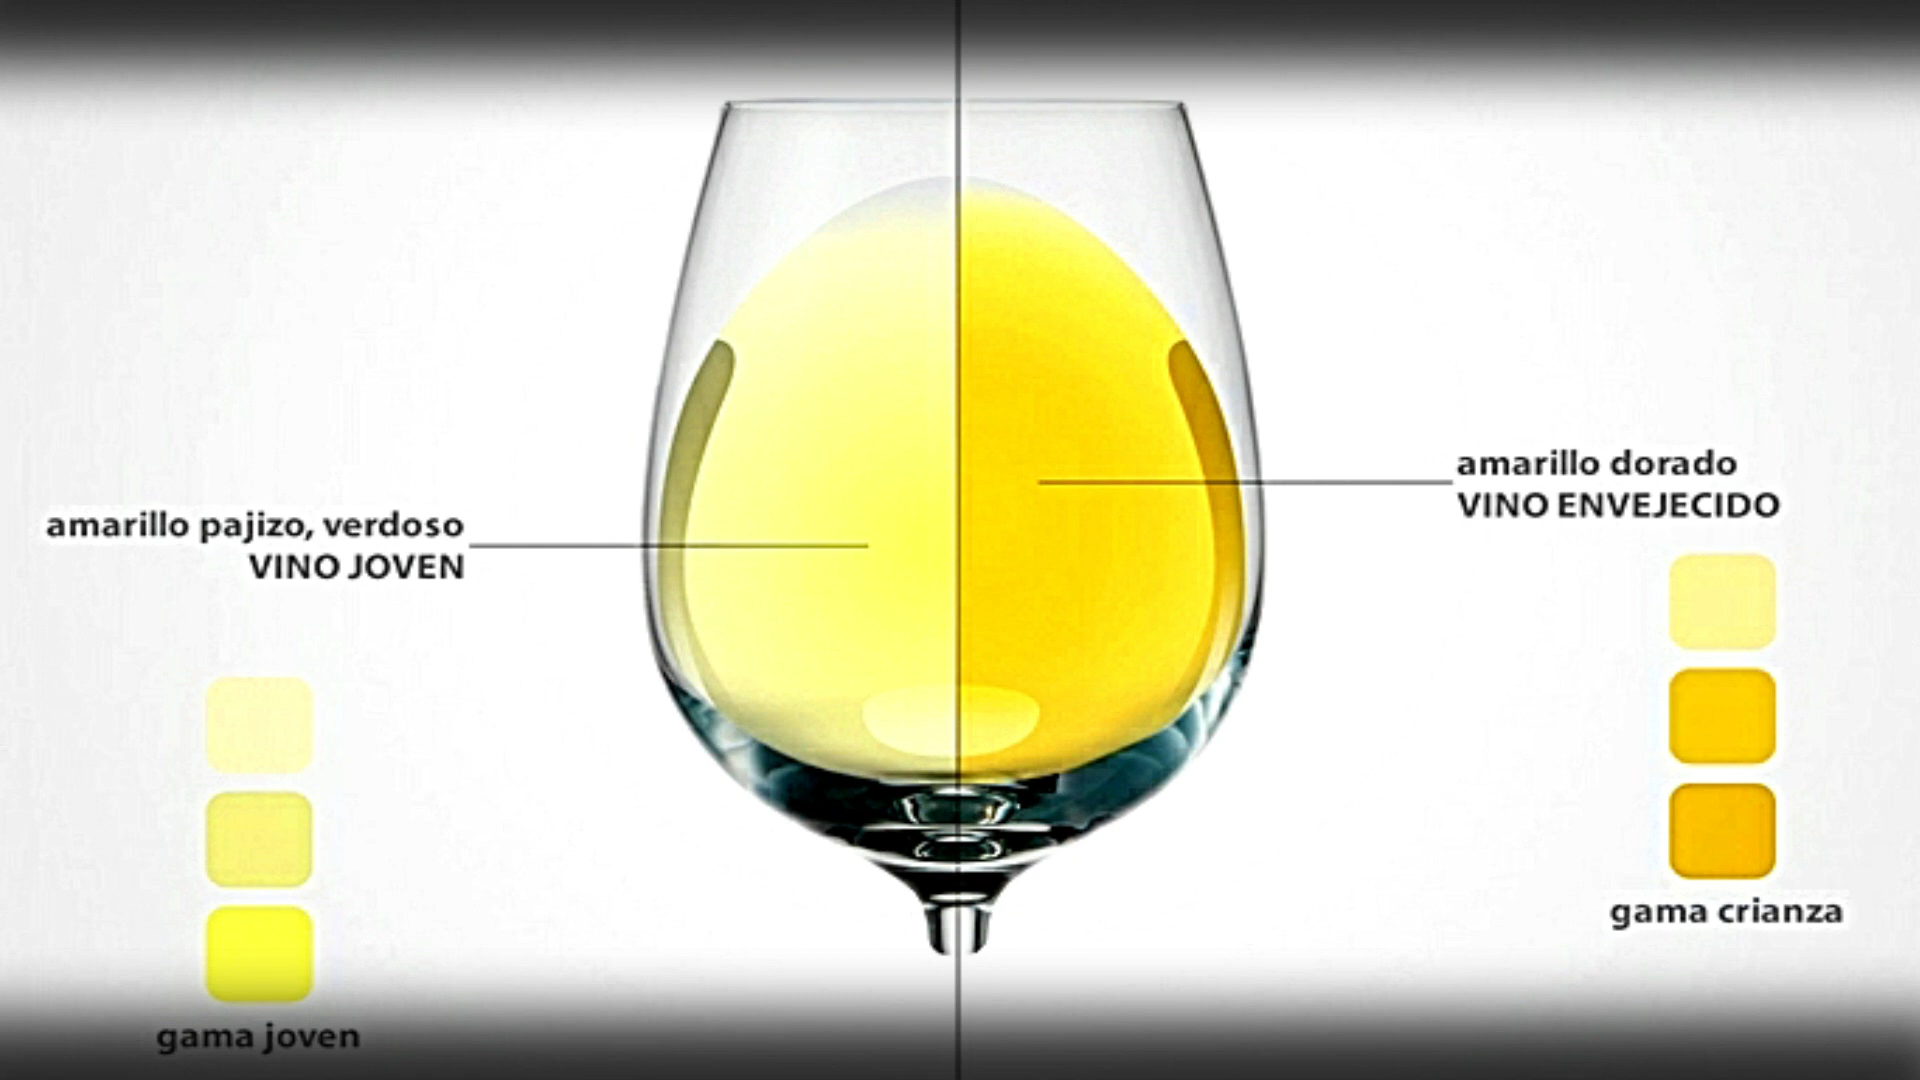 amarillo pajizo, verdoso
VINO JOVEN
gama joven
amarillo dorado
VINO ENVEJECIDO
gama crianza